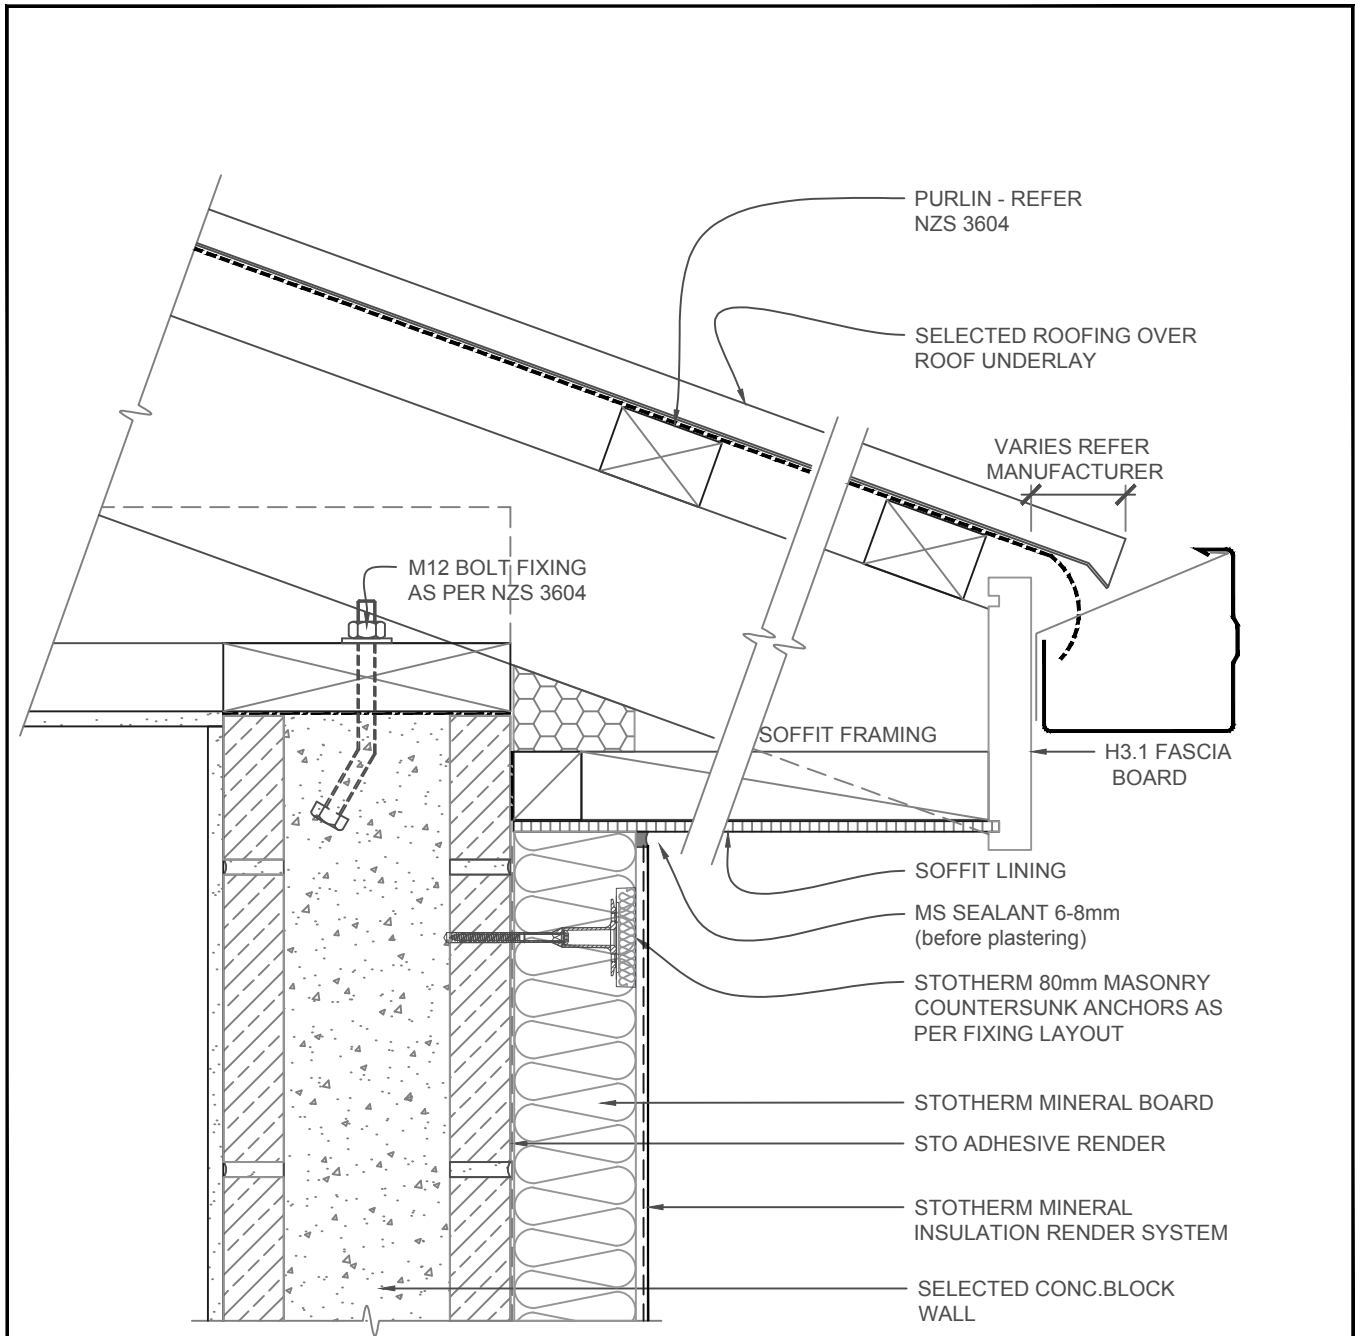 PURLIN - REFER
NZS 3604
SELECTED ROOFING OVER
ROOF UNDERLAY
VARIES REFER
MANUFACTURER
M12 BOLT FIXING
AS PER NZS 3604
SOFFIT FRAMING
H3.1 FASCIA
BOARD
SOFFIT LINING
MS SEALANT 6-8mm
(before plastering)
STOTHERM 80mm MASONRY
COUNTERSUNK ANCHORS AS
PER FIXING LAYOUT
STOTHERM MINERAL BOARD
STO ADHESIVE RENDER
STOTHERM MINERAL
INSULATION RENDER SYSTEM
SELECTED CONC.BLOCK
WALL